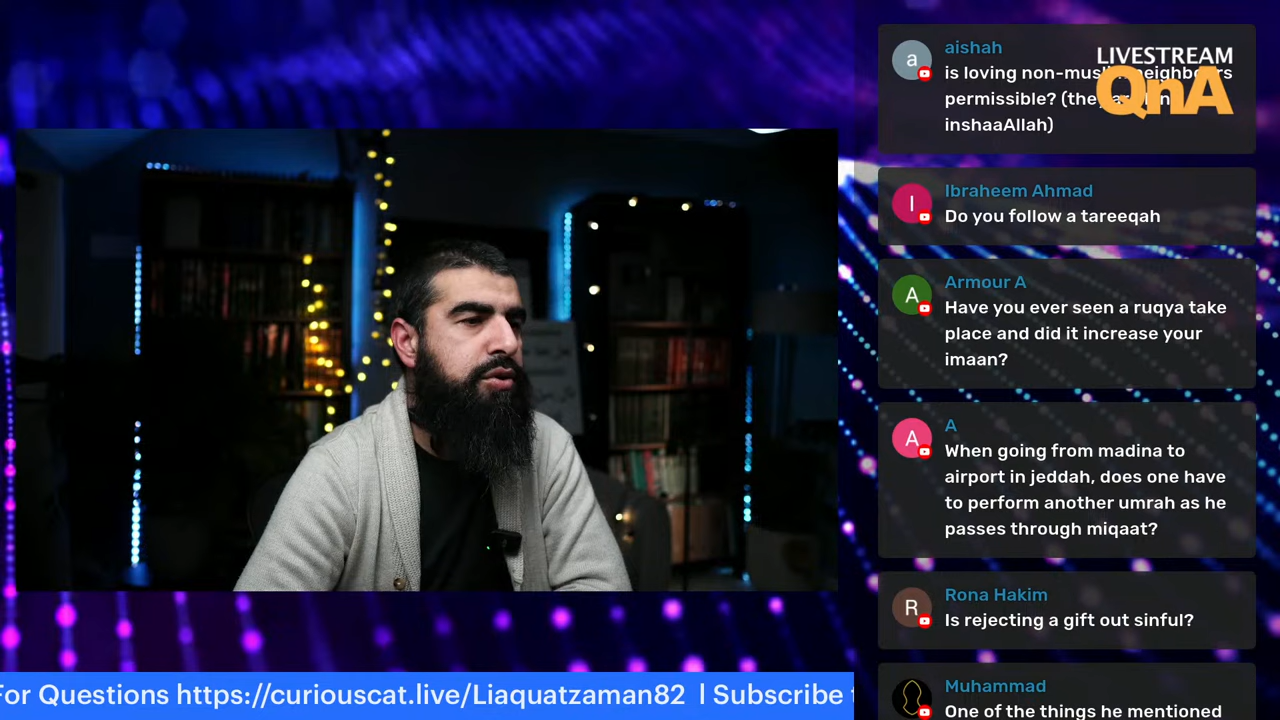 aishah
is loving non-mus
permissible? (the
inshaaAllah)
LIVESTREAM
QnA
Ibraheem Ahmad
Do you follow a tareeqah
Armour A
Have you ever seen a ruqya take
place and did it increase your
imaan?
A
When going from madina to
airport in jeddah, does one have
to perform another umrah as he
passes through miqaat?
Rona Hakim
Is rejecting a gift out sinful?
Muhammad
One of the things he mentioned
For Questions https://curiouscat.live/Liaquatzaman82 | Subscribe